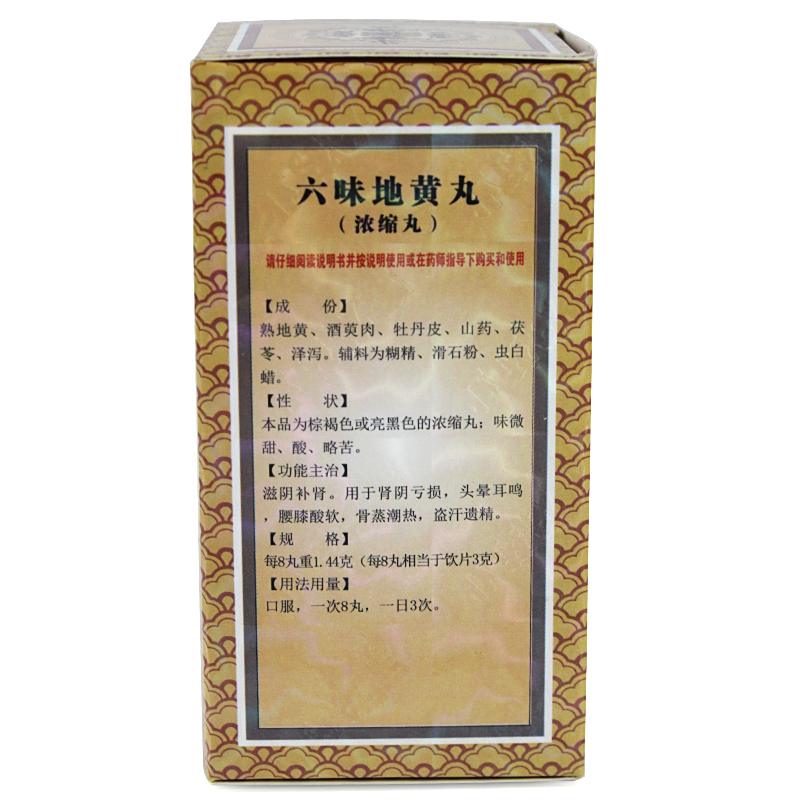 六味地黄丸
（浓缩丸）
请仔细阅读说明书并按说明使用或在药师指导下购买和使用
【成　份】
熟地黄、酒萸肉、牡丹皮、山药、茯
苓、泽泻。辅料为糊精、滑石粉、虫白
蜡。
【性　状】
本品为棕褐色或亮黑色的浓缩丸；味微
甜、酸、略苦。
【功能主治】
滋阴补肾。用于肾阴亏损，头晕耳鸣
，腰膝酸软，骨蒸潮热，盗汗遗精。
【规　格】
每8丸重1.44克（每8丸相当于饮片3克）
【用法用量】
口服，一次8丸，一日3次。